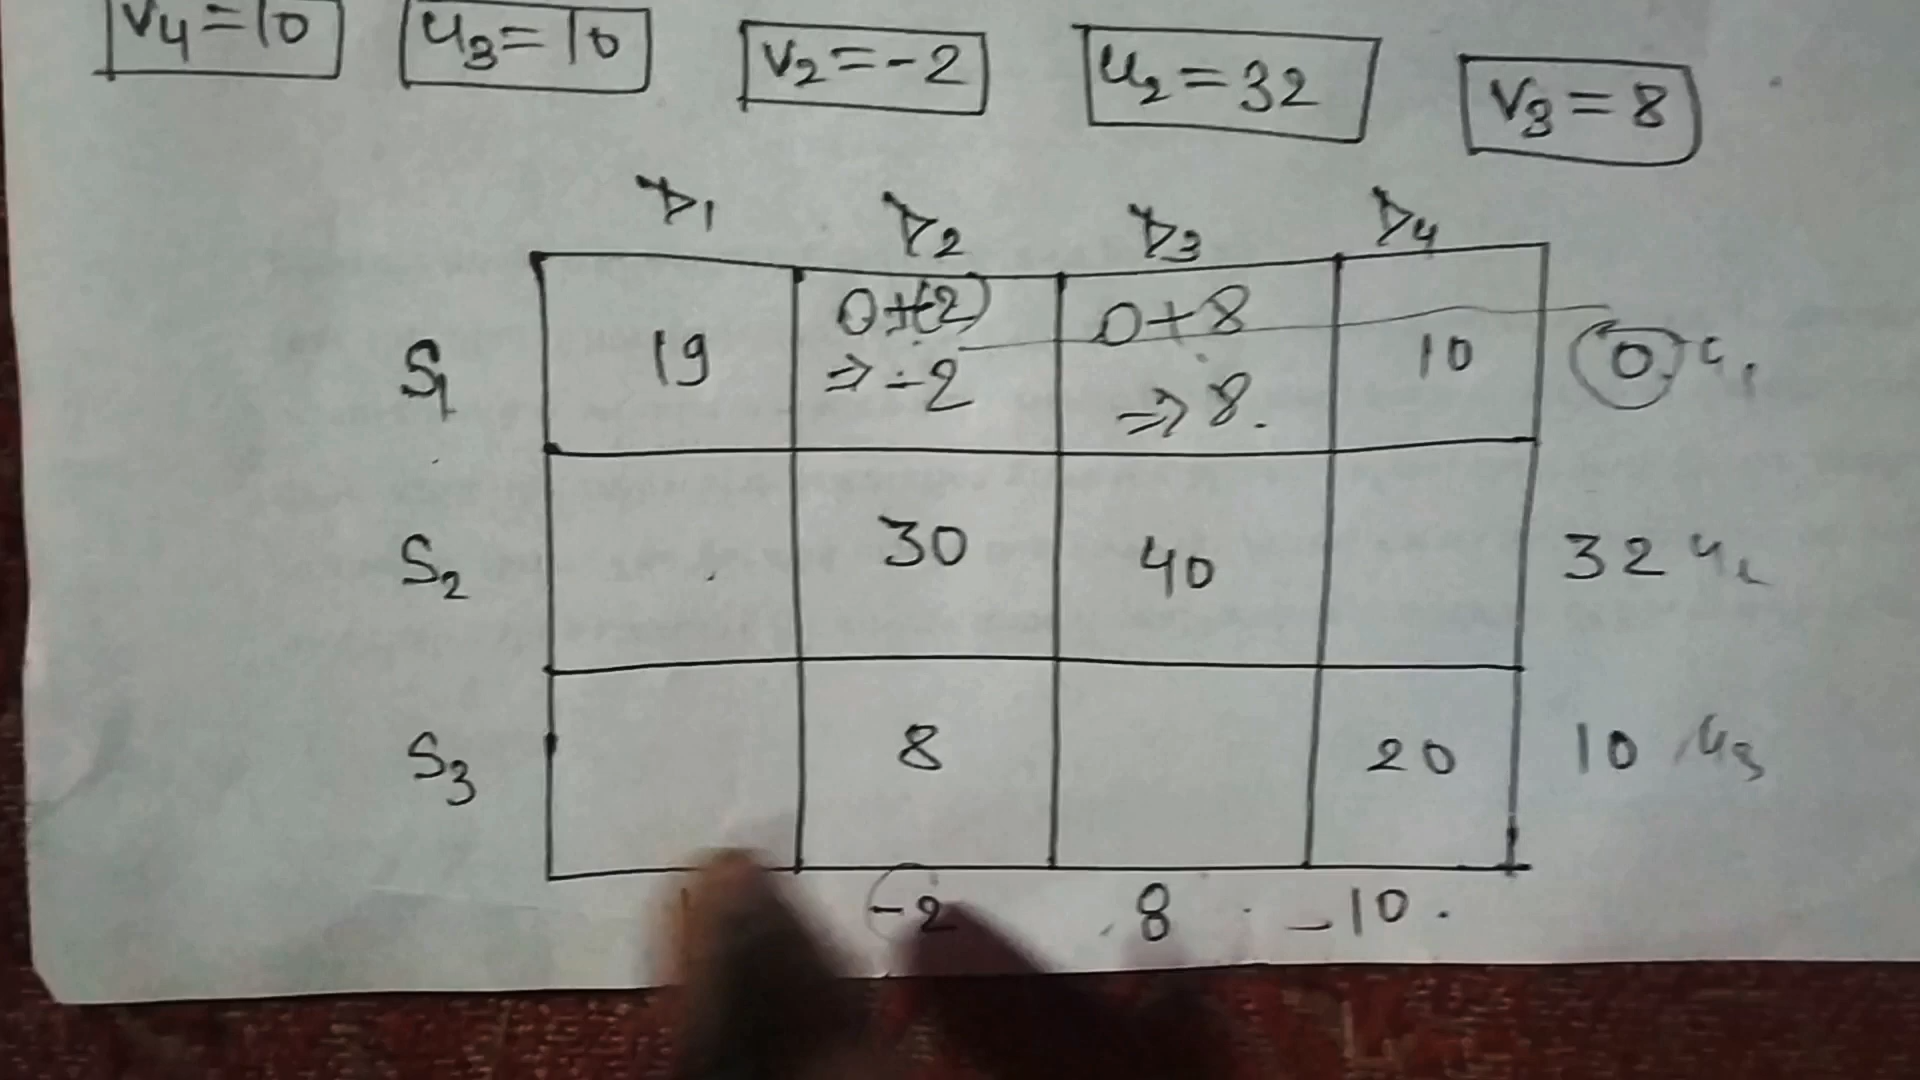 V4=10 U3=10 V2=-2 U2=32 V3=8
D1 D2 D3 D4
S1 19 0+(-2) 0+8 10 0 U1
⇒ -2 ⇒ 8.
S2 30 40 32 U2
S3 8 20 10 U3
-2 8 -10.